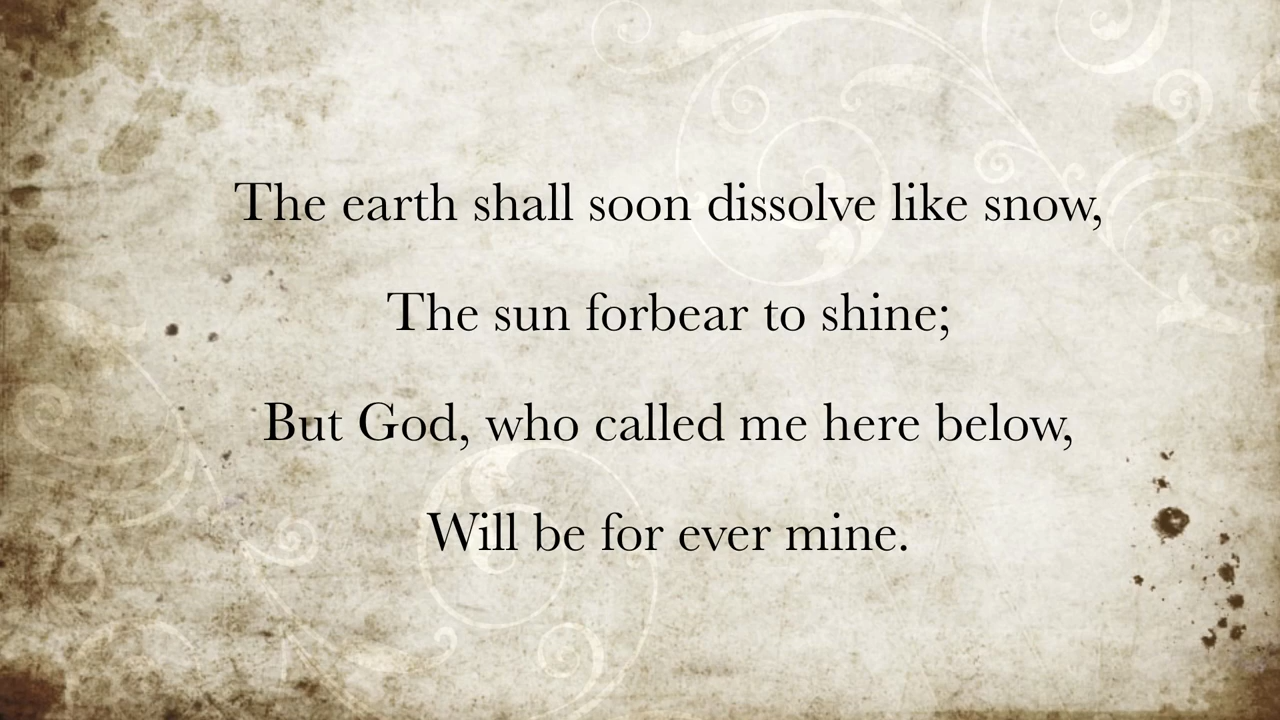 The earth shall soon dissolve like snow,
The sun forbear to shine;
But God, who called me here below,
Will be for ever mine.